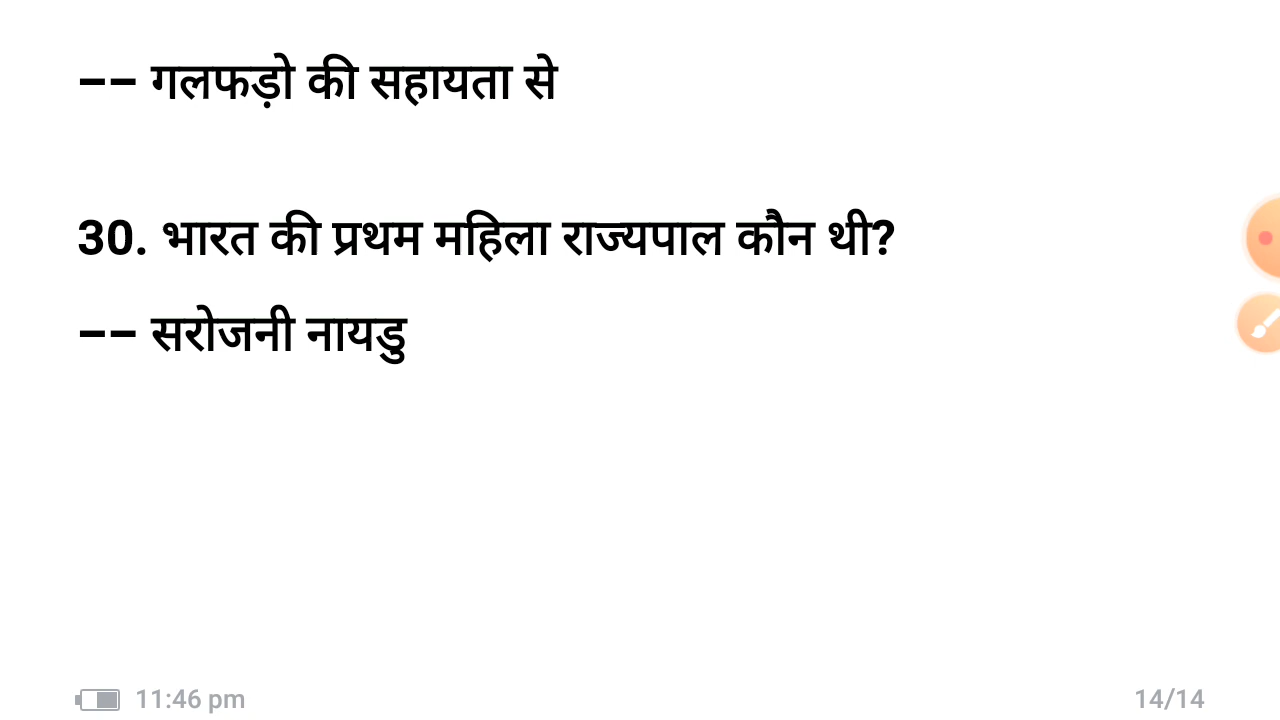 –– गलफड़ो की सहायता से
30. भारत की प्रथम महिला राज्यपाल कौन थी?
–– सरोजनी नायडु
11:46 pm
14/14